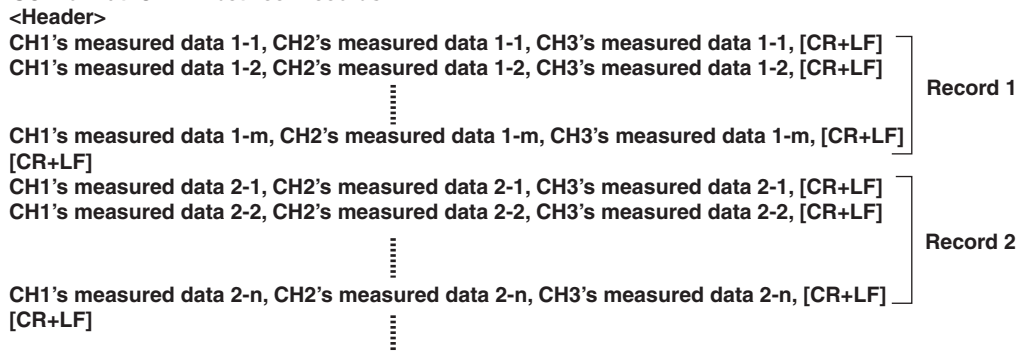 <Header>
CH1's measured data 1-1, CH2's measured data 1-1, CH3's measured data 1-1, [CR+LF]
CH1's measured data 1-2, CH2's measured data 1-2, CH3's measured data 1-2, [CR+LF]
Record 1
CH1's measured data 1-m, CH2's measured data 1-m, CH3's measured data 1-m, [CR+LF]
[CR+LF]
CH1's measured data 2-1, CH2's measured data 2-1, CH3's measured data 2-1, [CR+LF]
CH1's measured data 2-2, CH2's measured data 2-2, CH3's measured data 2-2, [CR+LF]
Record 2
CH1's measured data 2-n, CH2's measured data 2-n, CH3's measured data 2-n, [CR+LF]
[CR+LF]